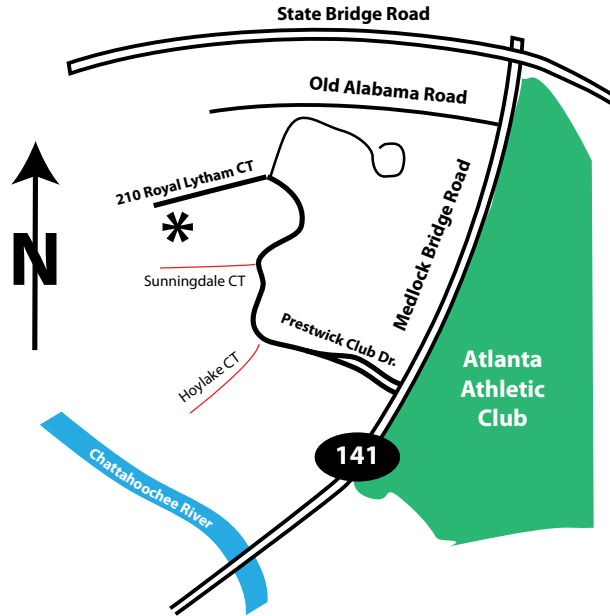 State Bridge Road
Old Alabama Road
210 Royal Lytham CT
*
N
Medlock Bridge Road
Sunningdale CT
Prestwick Club Dr.
Hoylake CT
Atlanta
Athletic
Club
141
Chattahoochee River